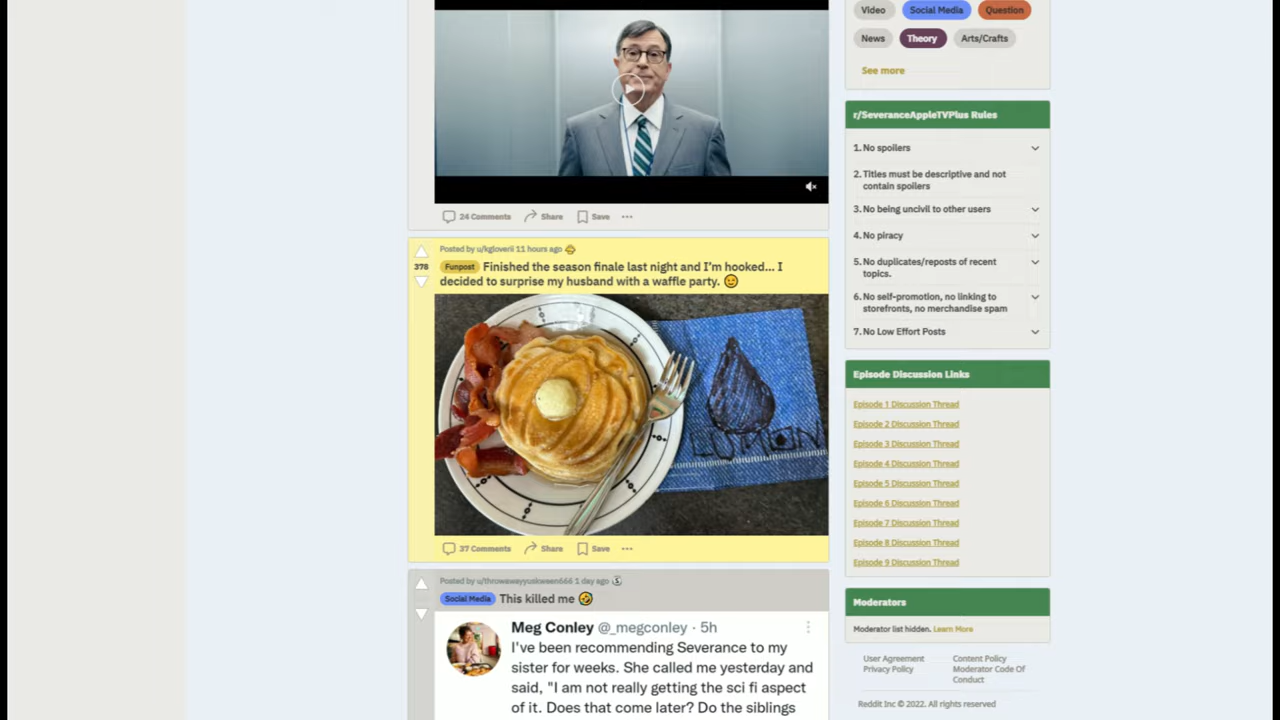 24 Comments Share Save
Posted by u/kgloverii 11 hours ago
378
Funpost Finished the season finale last night and I'm hooked... I
decided to surprise my husband with a waffle party. 😉
LUMON
37 Comments Share Save
Posted by 1 day ago
Social Media This killed me 🤣
Meg Conley @_megconley · 5h
I've been recommending Severance to my
sister for weeks. She called me yesterday and
said, "I am not really getting the sci fi aspect
of it. Does that come later? Do the siblings
Video Social Media Question
News Theory Arts/Crafts
See more
r/SeveranceAppleTVPlus Rules
1. No spoilers
2. Titles must be descriptive and not
contain spoilers
3. No being uncivil to other users
4. No piracy
5. No duplicates/reposts of recent
topics.
6. No self-promotion, no linking to
storefronts, no merchandise spam
7. No Low Effort Posts
Episode Discussion Links
Episode 1 Discussion Thread
Episode 2 Discussion Thread
Episode 3 Discussion Thread
Episode 4 Discussion Thread
Episode 5 Discussion Thread
Episode 6 Discussion Thread
Episode 7 Discussion Thread
Episode 8 Discussion Thread
Episode 9 Discussion Thread
Moderators
Moderator list hidden. Learn More
User Agreement Content Policy
Privacy Policy Moderator Code Of
Conduct
Reddit Inc © 2022. All rights reserved